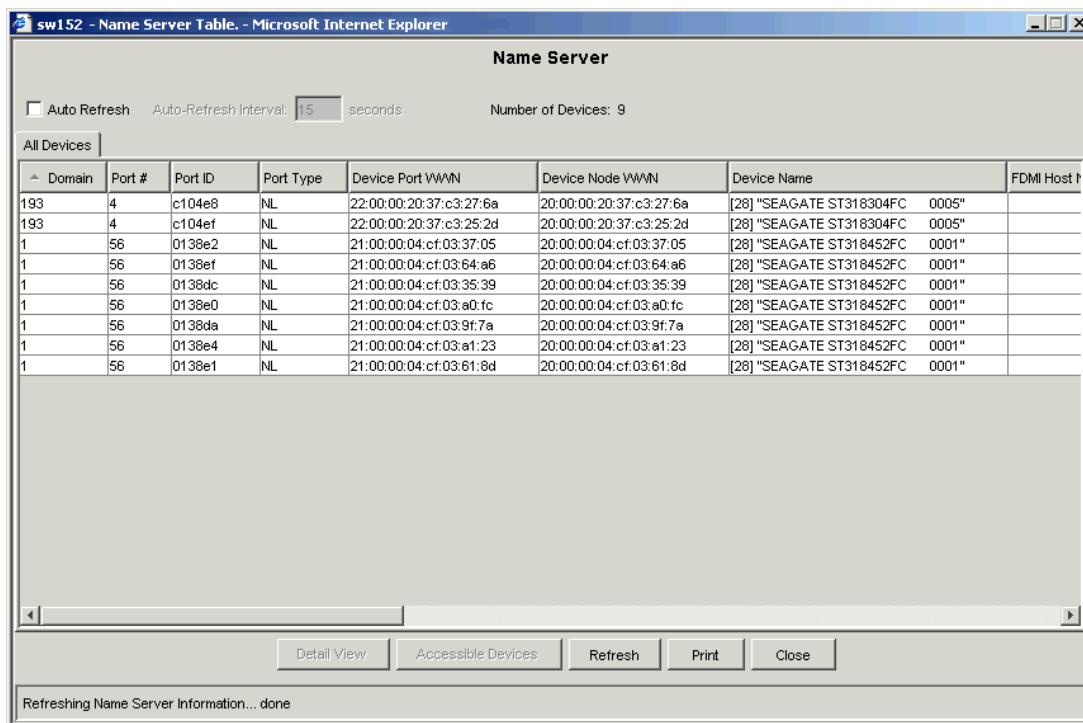 sw152 - Name Server Table. - Microsoft Internet Explorer
Name Server
Auto Refresh Auto-Refresh Interval: 15 seconds Number of Devices: 9
All Devices
Domain Port # Port ID Port Type Device Port WWN Device Node WWN Device Name FDMI Host N
193 4 c104e8 NL 22:00:00:20:37:c3:27:6a 20:00:00:20:37:c3:27:6a [28] "SEAGATE ST318304FC 0005"
193 4 c104ef NL 22:00:00:20:37:c3:25:2d 20:00:00:20:37:c3:25:2d [28] "SEAGATE ST318304FC 0005"
1 56 0138e2 NL 21:00:00:04:cf:03:37:05 20:00:00:04:cf:03:37:05 [28] "SEAGATE ST318452FC 0001"
1 56 0138ef NL 21:00:00:04:cf:03:64:a6 20:00:00:04:cf:03:64:a6 [28] "SEAGATE ST318452FC 0001"
1 56 0138dc NL 21:00:00:04:cf:03:35:39 20:00:00:04:cf:03:35:39 [28] "SEAGATE ST318452FC 0001"
1 56 0138e0 NL 21:00:00:04:cf:03:a0:fc 20:00:00:04:cf:03:a0:fc [28] "SEAGATE ST318452FC 0001"
1 56 0138da NL 21:00:00:04:cf:03:9f:7a 20:00:00:04:cf:03:9f:7a [28] "SEAGATE ST318452FC 0001"
1 56 0138e4 NL 21:00:00:04:cf:03:a1:23 20:00:00:04:cf:03:a1:23 [28] "SEAGATE ST318452FC 0001"
1 56 0138e1 NL 21:00:00:04:cf:03:61:8d 20:00:00:04:cf:03:61:8d [28] "SEAGATE ST318452FC 0001"
Detail View Accessible Devices Refresh Print Close
Refreshing Name Server Information... done